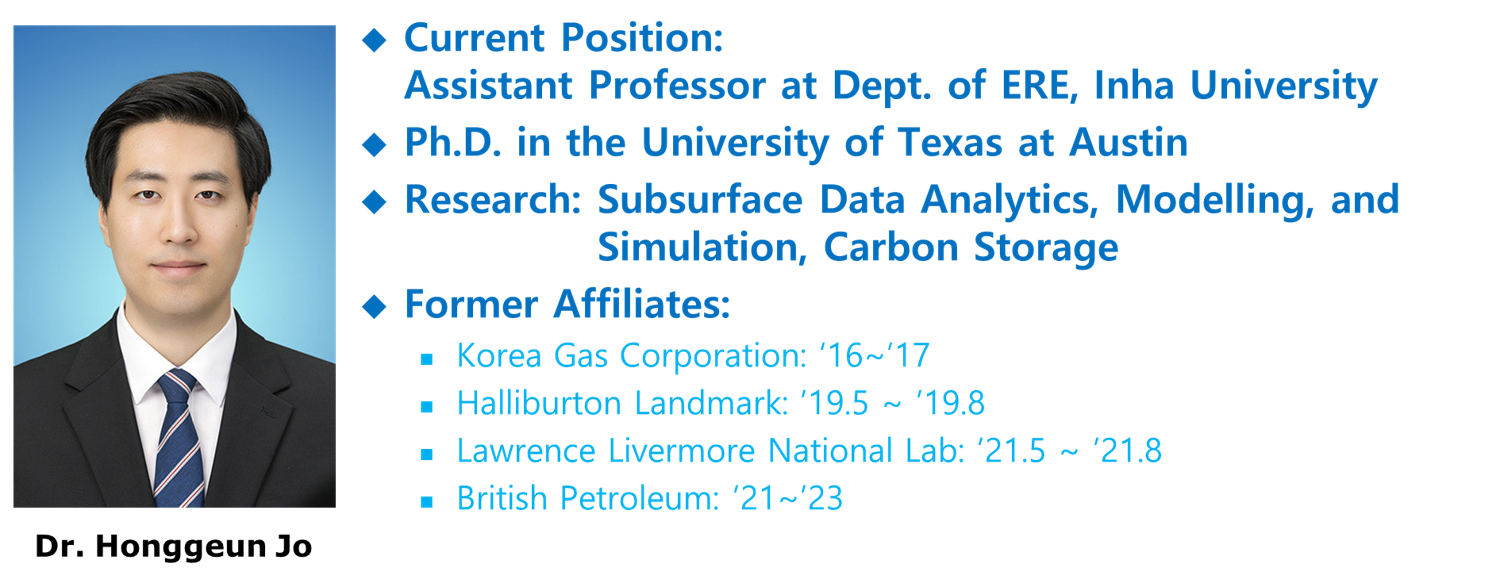 ◆ Current Position:
Assistant Professor at Dept. of ERE, Inha University
◆ Ph.D. in the University of Texas at Austin
◆ Research: Subsurface Data Analytics, Modelling, and
Simulation, Carbon Storage
◆ Former Affiliates:
▪ Korea Gas Corporation: ‘16~’17
▪ Halliburton Landmark: ’19.5 ~ ’19.8
▪ Lawrence Livermore National Lab: ’21.5 ~ ’21.8
▪ British Petroleum: ’21~’23
Dr. Honggeun Jo